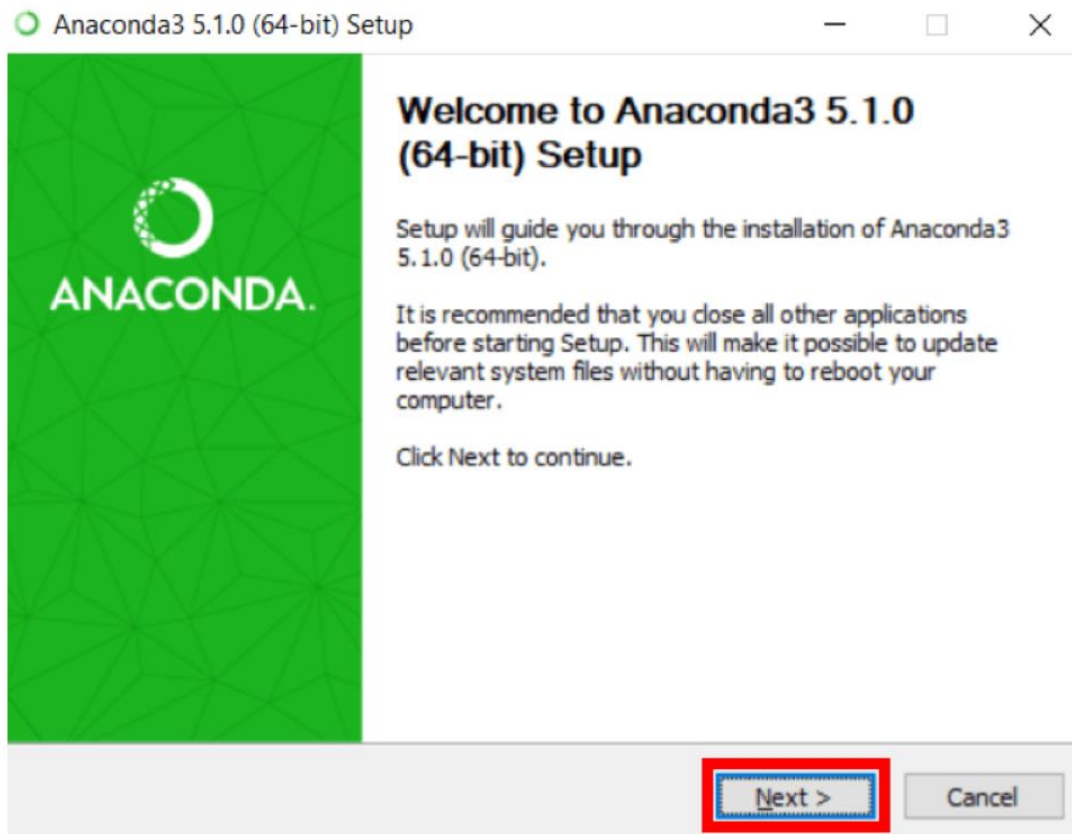 Anaconda3 5.1.0 (64-bit) Setup
ANACONDA.
Welcome to Anaconda3 5.1.0
(64-bit) Setup
Setup will guide you through the installation of Anaconda3
5.1.0 (64-bit).
It is recommended that you close all other applications
before starting Setup. This will make it possible to update
relevant system files without having to reboot your
computer.
Click Next to continue.
Next >
Cancel